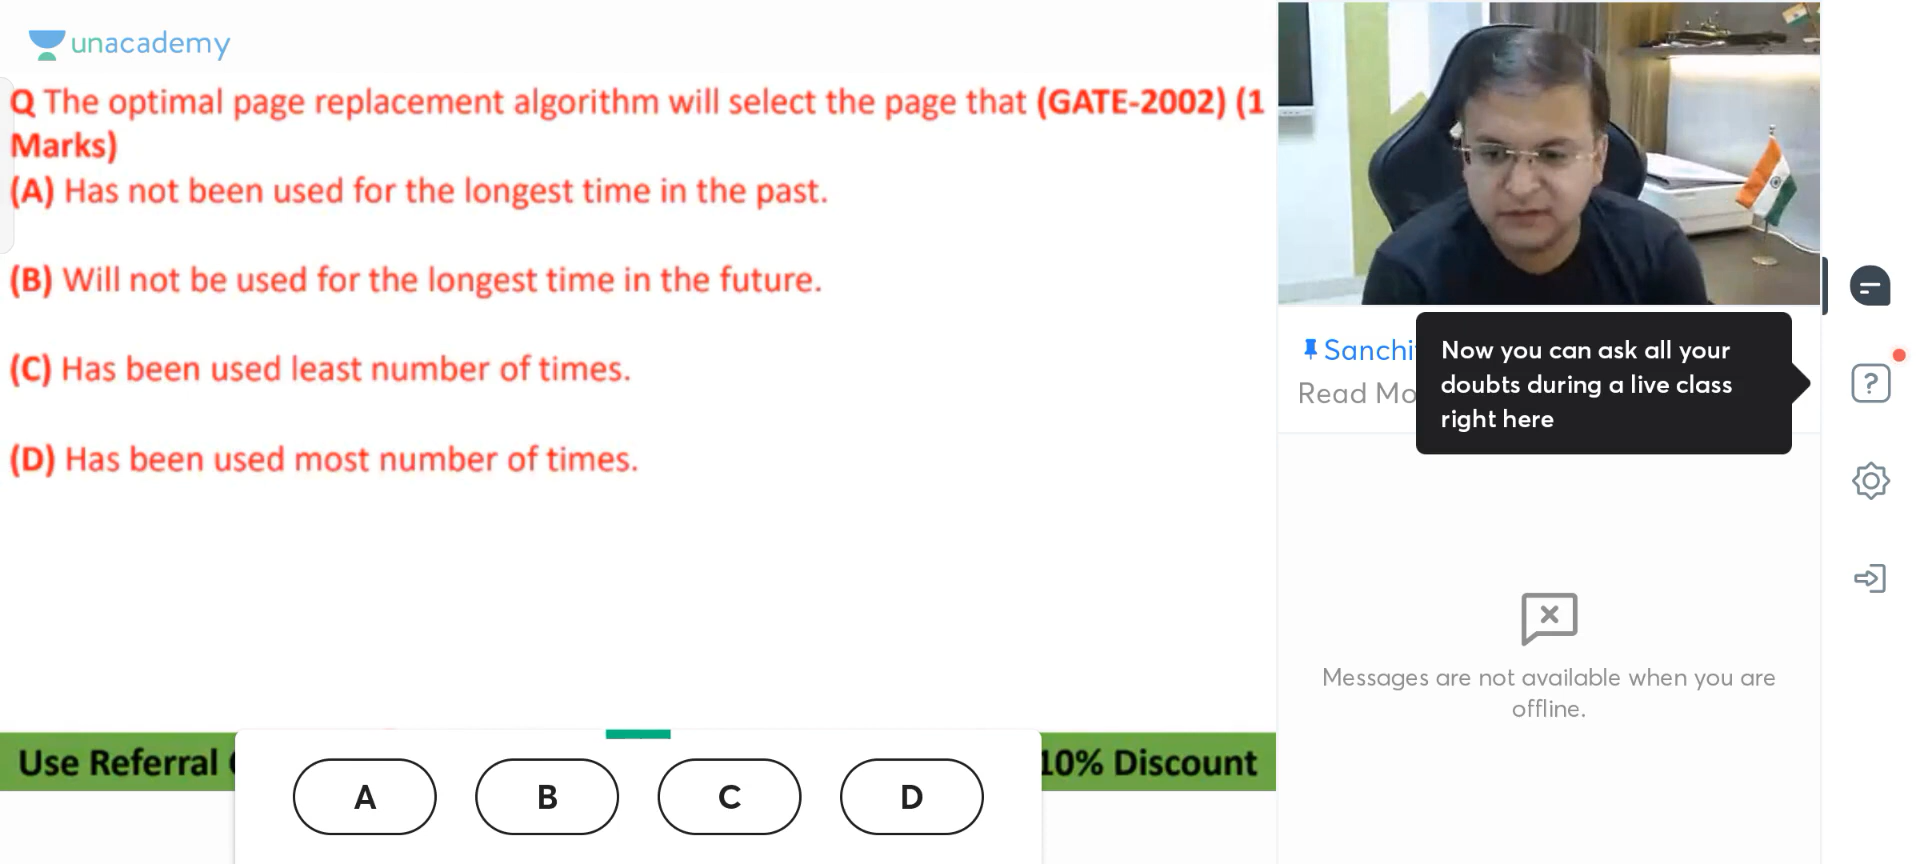 unacademy
Q The optimal page replacement algorithm will select the page that (GATE-2002) (1
Marks)
(A) Has not been used for the longest time in the past.
(B) Will not be used for the longest time in the future.
(C) Has been used least number of times.
(D) Has been used most number of times.
Use Referral
10% Discount
A
B
C
D
Now you can ask all your
doubts during a live class
right here
Read
?
Messages are not available when you are
offline.